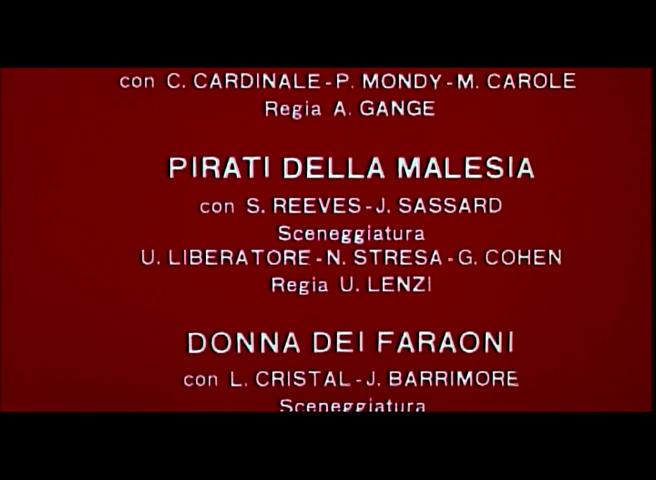 con C. CARDINALE-P. MONDY-M. CAROLE
Regia A. GANGE
PIRATI DELLA MALESIA
con S. REEVES-J. SASSARD
Sceneggiatura
U. LIBERATORE-N. STRESA-G. COHEN
Regia U. LENZI
DONNA DEI FARAONI
con L. CRISTAL-J. BARRIMORE
Sceneggiatura